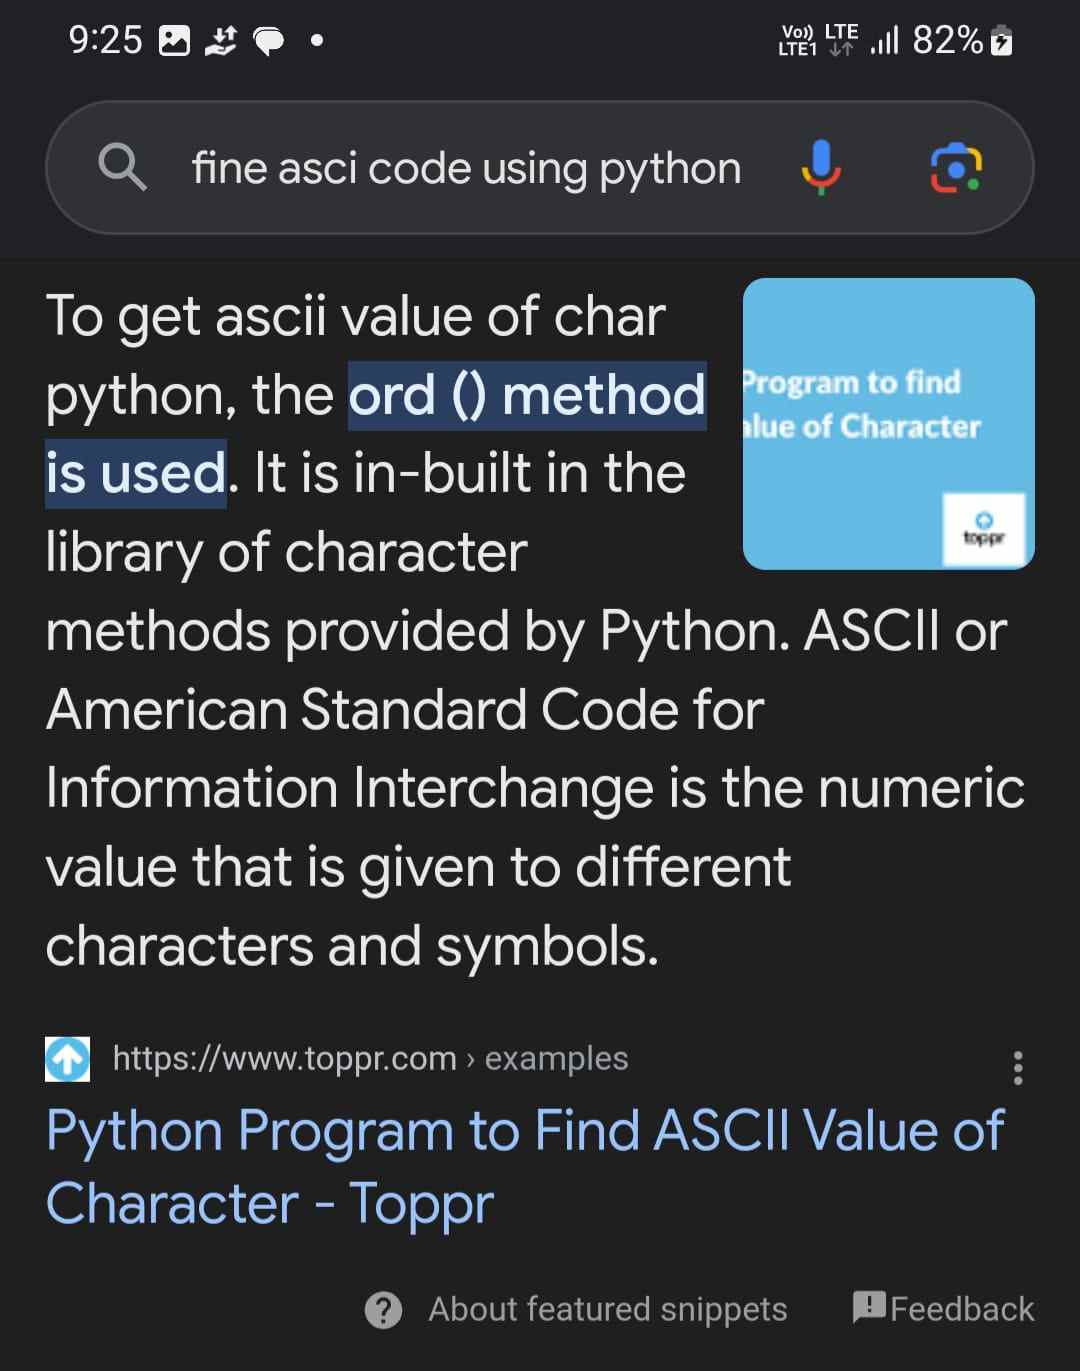 9:25
Vo)) LTE
LTE1
82%
fine asci code using python
To get ascii value of char
python, the ord () method
is used. It is in-built in the
library of character
methods provided by Python. ASCII or
American Standard Code for
Information Interchange is the numeric
value that is given to different
characters and symbols.
Program to find
alue of Character
toppr
https://www.toppr.com › examples
Python Program to Find ASCII Value of
Character - Toppr
About featured snippets
Feedback